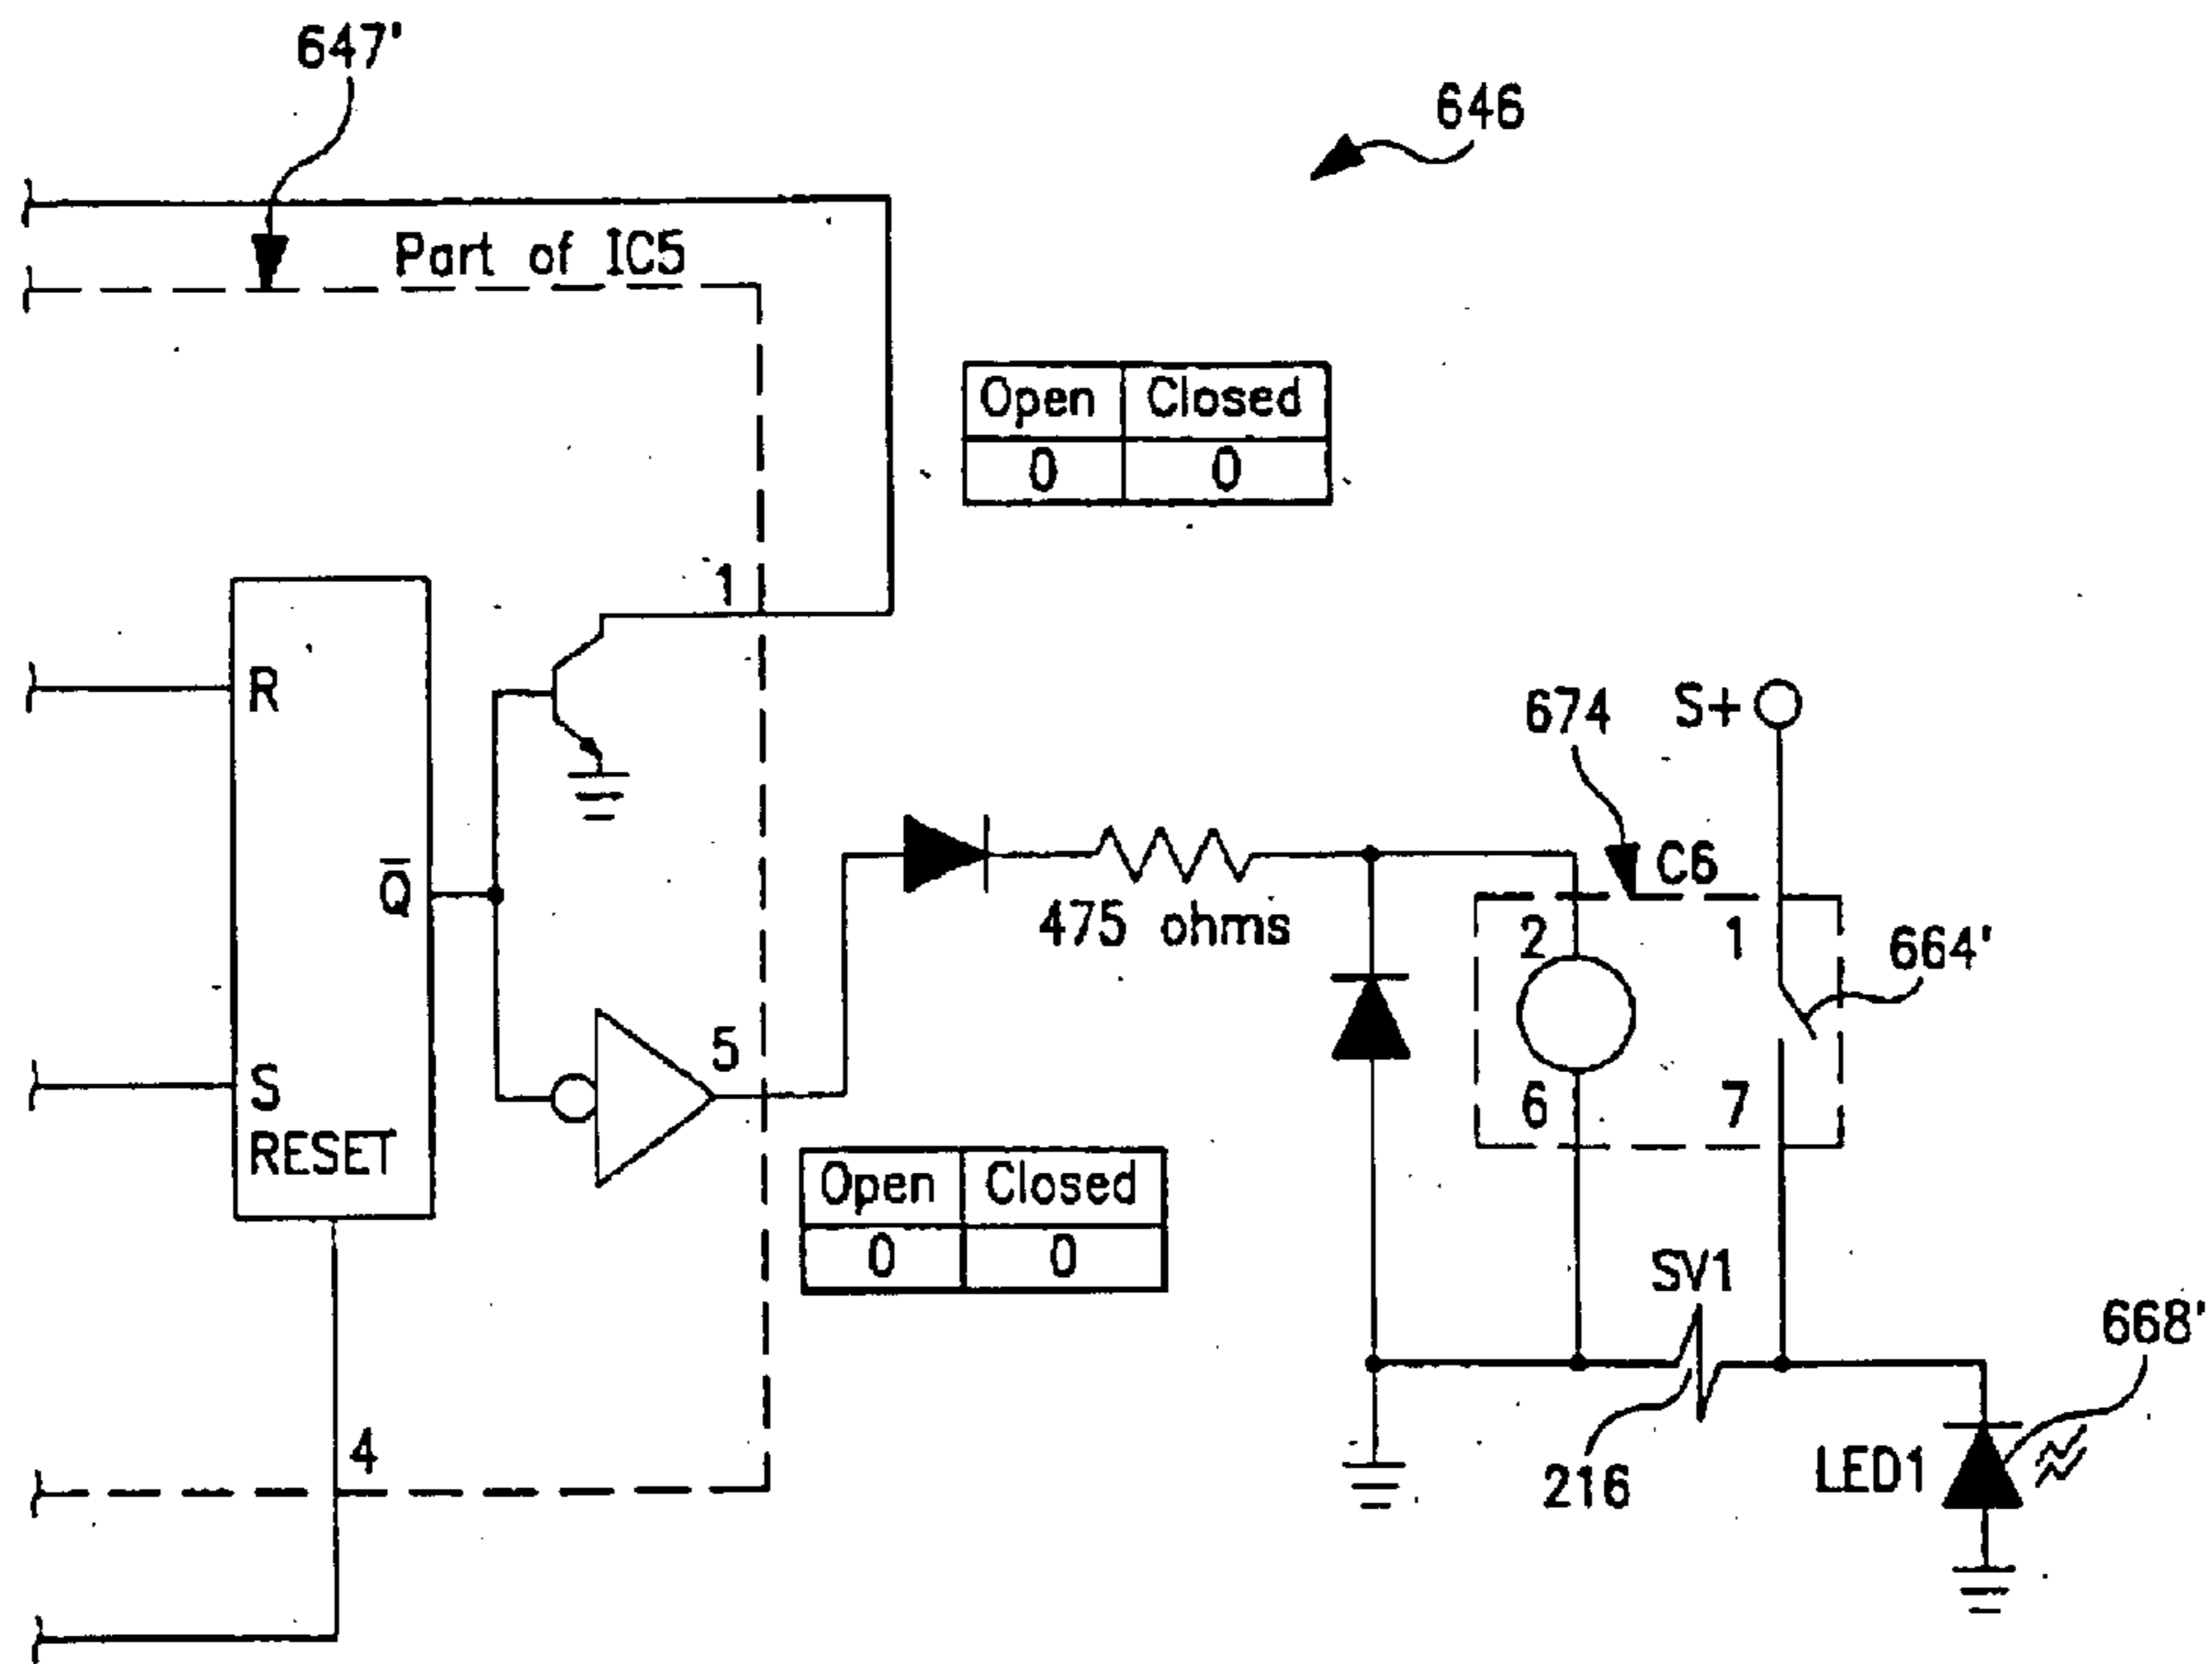 647'
646
Part of IC5
Open Closed
0 0
1
R
674 S+
Q̅
C6
475 ohms
2 1
664'
5
S
6 7
RESET
Open Closed
0 0
SV1
668'
4
216
LED1